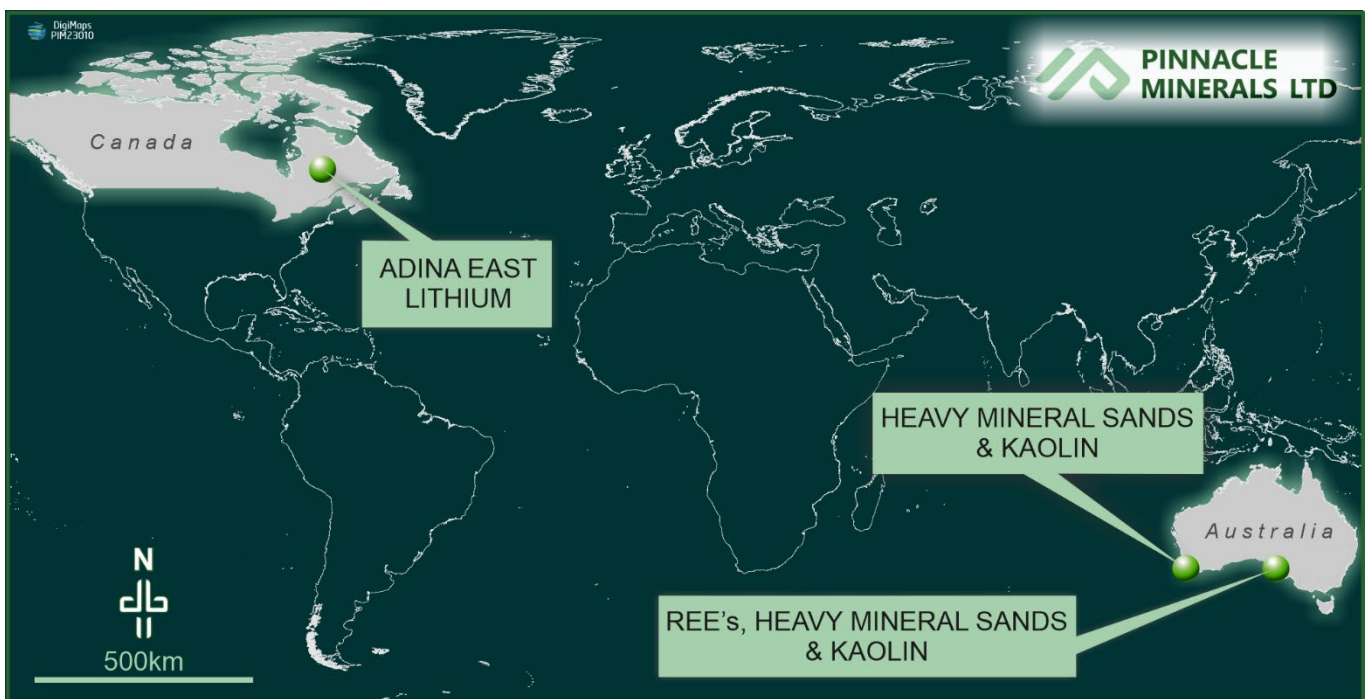 DigiMaps
PIM23010
PINNACLE
MINERALS LTD
Canada
ADINA EAST
LITHIUM
HEAVY MINERAL SANDS
& KAOLIN
Australia
N
REE's, HEAVY MINERAL SANDS
& KAOLIN
500km